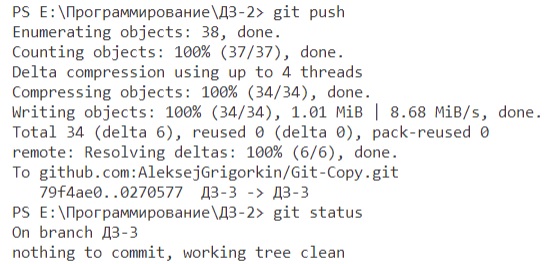 PS E:\Программирование\ДЗ-2> git push
Enumerating objects: 38, done.
Counting objects: 100% (37/37), done.
Delta compression using up to 4 threads
Compressing objects: 100% (34/34), done.
Writing objects: 100% (34/34), 1.01 MiB | 8.68 MiB/s, done.
Total 34 (delta 6), reused 0 (delta 0), pack-reused 0
remote: Resolving deltas: 100% (6/6), done.
To github.com:AleksejGrigorkin/Git-Copy.git
   79f4ae0..0270577  ДЗ-3 -> ДЗ-3
PS E:\Программирование\ДЗ-2> git status
On branch ДЗ-3
nothing to commit, working tree clean